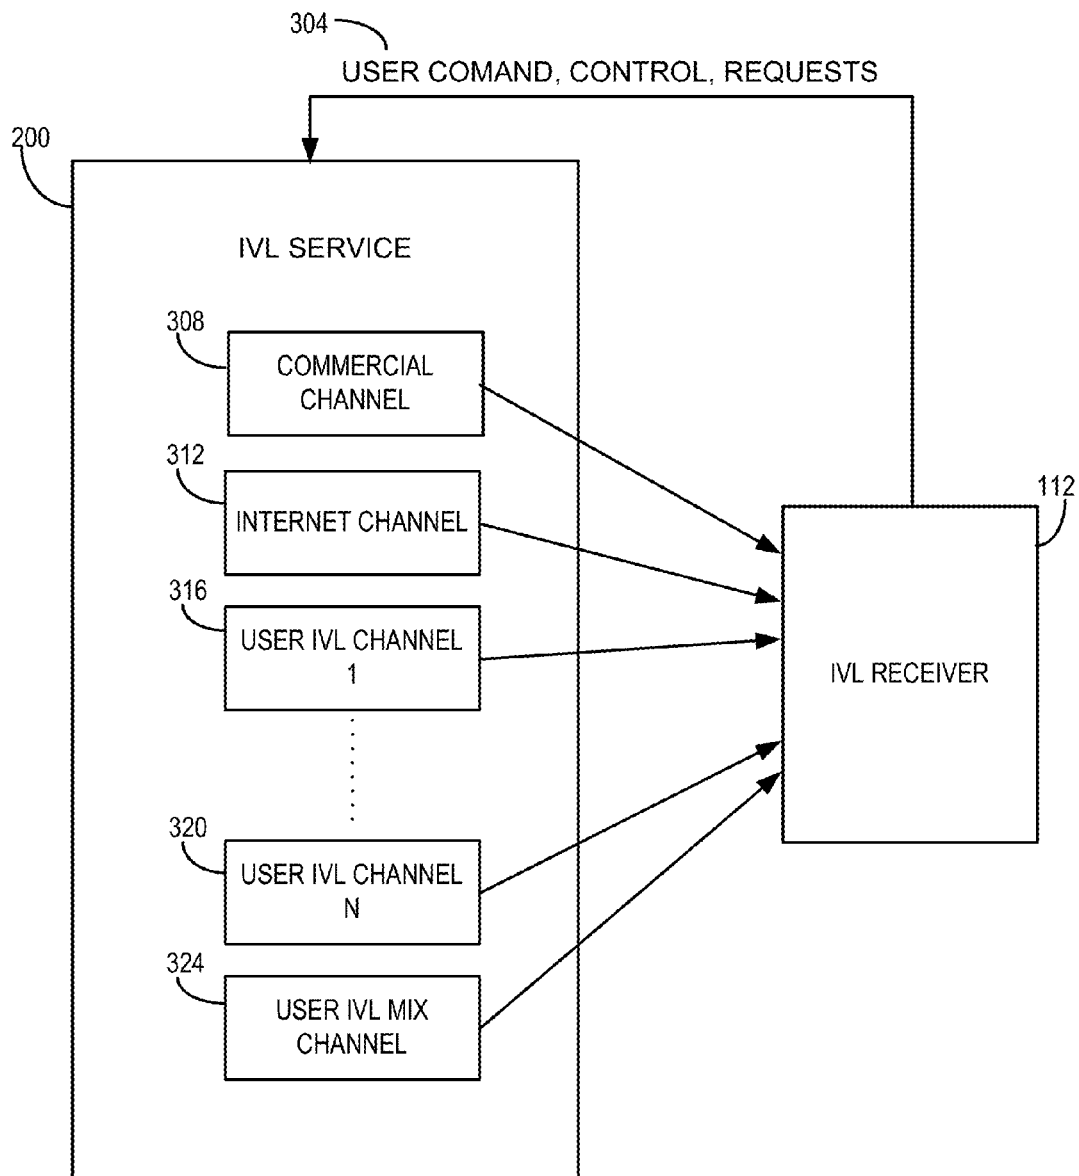 304
USER COMAND, CONTROL, REQUESTS
200
IVL SERVICE
308
COMMERCIAL
CHANNEL
312
INTERNET CHANNEL
112
316
USER IVL CHANNEL
1
IVL RECEIVER
320
USER IVL CHANNEL
N
324
USER IVL MIX
CHANNEL